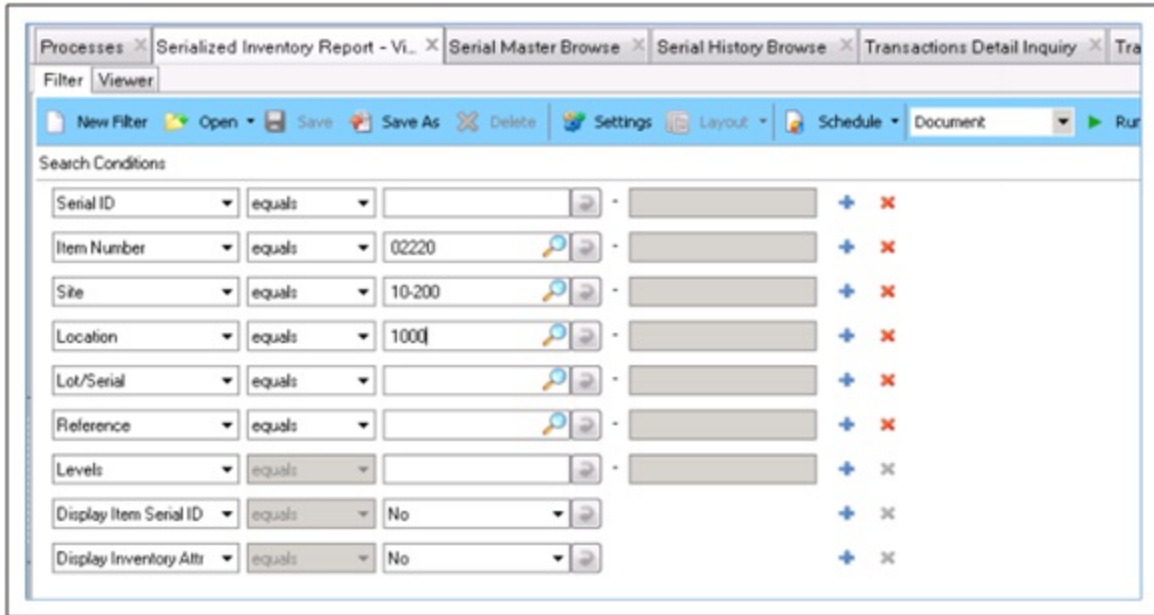 Processes Serialized Inventory Report - Vi... Serial Master Browse Serial History Browse Transactions Detail Inquiry Tra
Filter Viewer
New Filter Open Save Save As Delete Settings Layout Schedule Document Run
Search Conditions
Serial ID equals -
Item Number equals 02220 -
Site equals 10-200 -
Location equals 1000 -
Lot/Serial equals -
Reference equals -
Levels equals -
Display Item Serial ID equals No
Display Inventory Attr equals No